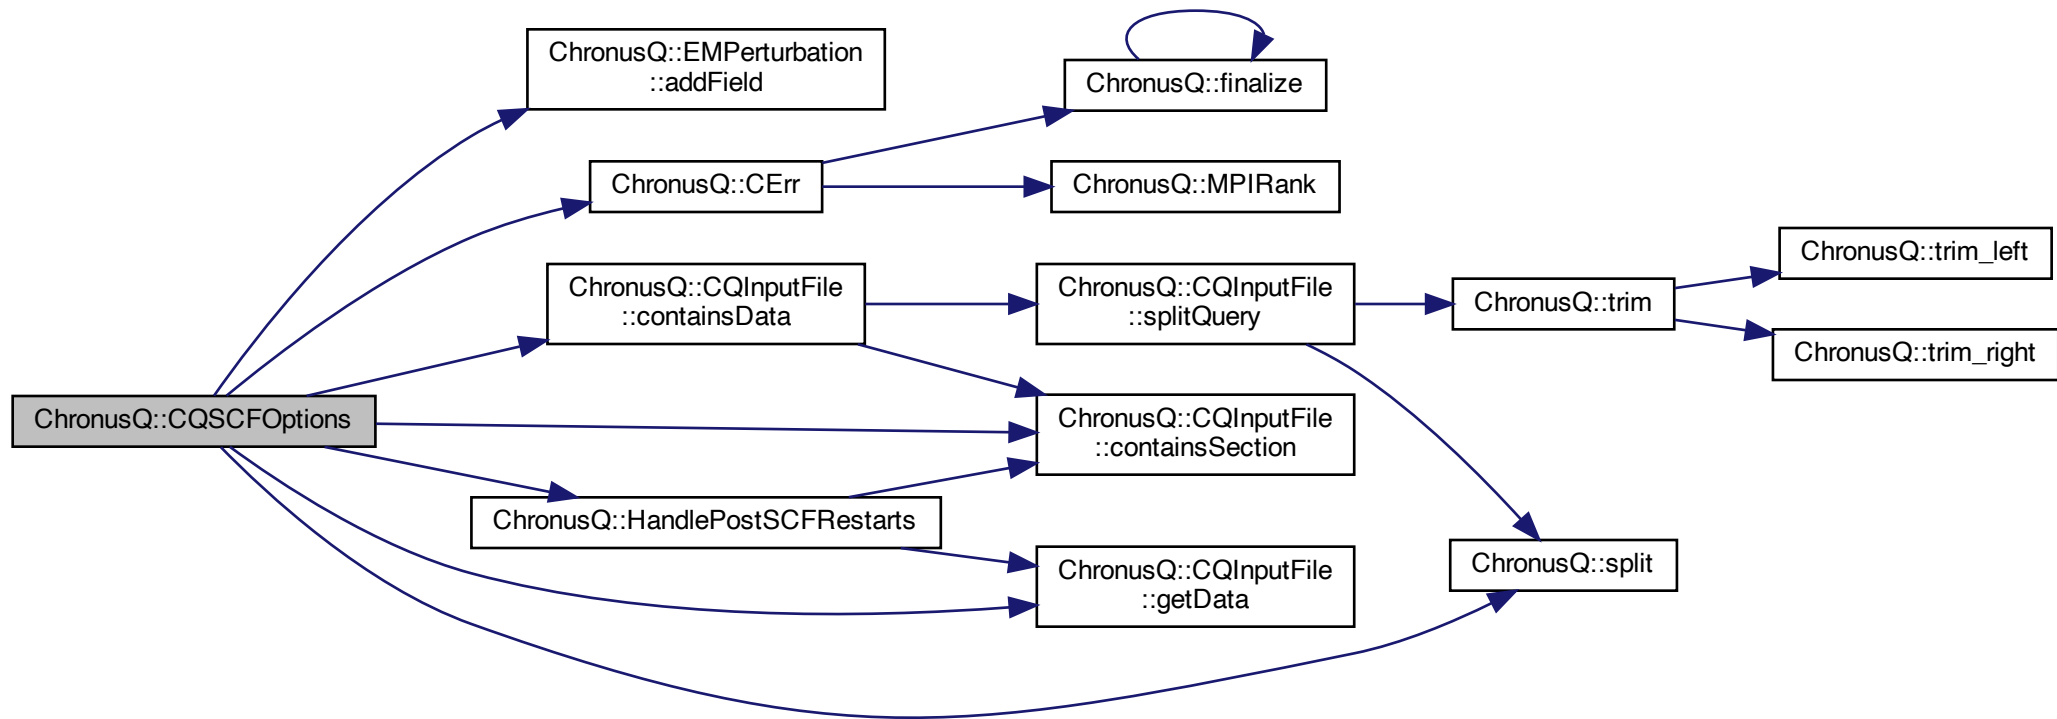 ChronusQ::EMPerturbation
::addField
ChronusQ::finalize
ChronusQ::CErr
ChronusQ::MPIRank
ChronusQ::CQInputFile
::containsData
ChronusQ::CQInputFile
::splitQuery
ChronusQ::trim
ChronusQ::trim_left
ChronusQ::trim_right
ChronusQ::CQSCFOptions
ChronusQ::CQInputFile
::containsSection
ChronusQ::HandlePostSCFRestarts
ChronusQ::CQInputFile
::getData
ChronusQ::split